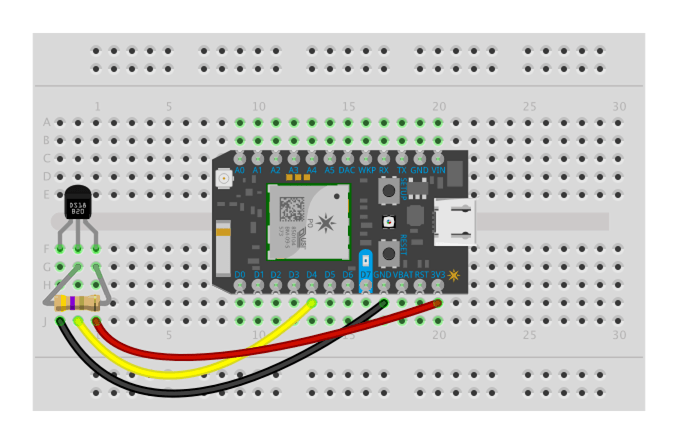 1 5 10 15 20 25 30
A
B
C
A0 A1 A2 A3 A4 A5 DAC WKP RX TX GND VIN
D
E
SETUP
P0
RESET
F
G
D0 D1 D2 D3 D4 D5 D6 D7 GND VBAT RST 3V3
H
J
5 10 15 20 25 30